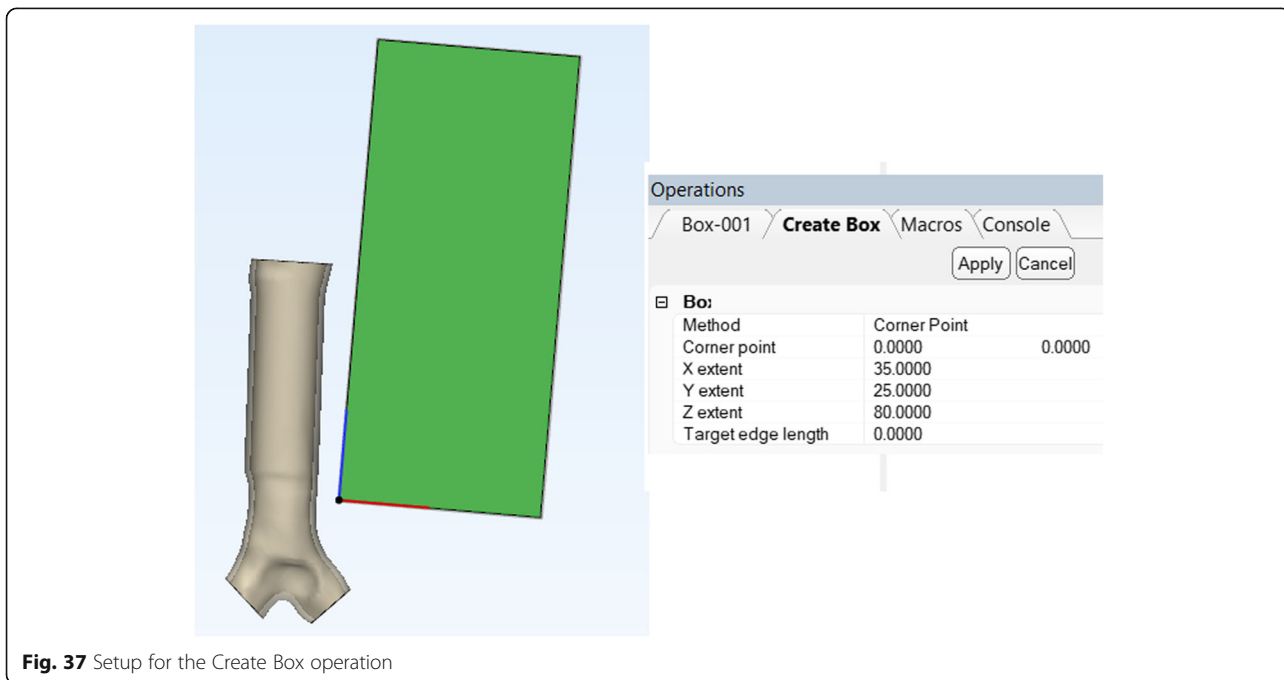 Operations
Box-001 Create Box Macros Console
Apply Cancel
Bo:
Method Corner Point
Corner point 0.0000 0.0000
X extent 35.0000
Y extent 25.0000
Z extent 80.0000
Target edge length 0.0000
Fig. 37 Setup for the Create Box operation